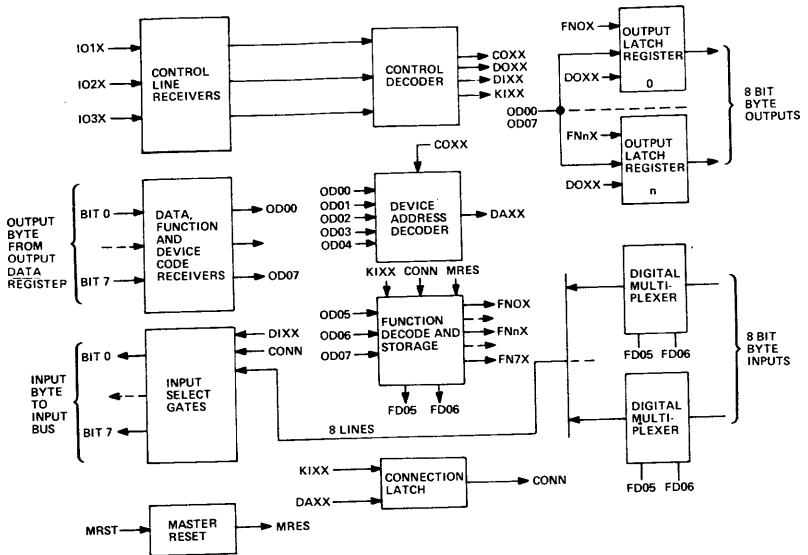 IO1X
IO2X
IO3X
CONTROL
LINE
RECEIVERS
CONTROL
DECODER
COXX
DOXX
DIXX
KIXX
FNOX
DOXX
OUTPUT
LATCH
REGISTER
0
OD00
OD07
FNnX
DOXX
OUTPUT
LATCH
REGISTER
n
8 BIT
BYTE
OUTPUTS
OUTPUT
BYTE
FROM
OUTPUT
DATA
REGISTER
BIT 0
BIT 7
DATA,
FUNCTION
AND
DEVICE
CODE
RECEIVERS
OD00
OD07
COXX
OD00
OD01
OD02
OD03
OD04
DEVICE
ADDRESS
DECODER
DAXX
KIXX CONN MRES
OD05
OD06
OD07
FUNCTION
DECODE AND
STORAGE
FNOX
FNnX
FN7X
FD05 FD06
INPUT
BYTE
TO
INPUT
BUS
BIT 0
BIT 7
INPUT
SELECT
GATES
DIXX
CONN
8 LINES
DIGITAL
MULTI-
PLEXER
FD05 FD06
DIGITAL
MULTI-
PLEXER
FD05 FD06
8 BIT
BYTE
INPUTS
KIXX
DAXX
CONNECTION
LATCH
CONN
MRST
MASTER
RESET
MRES